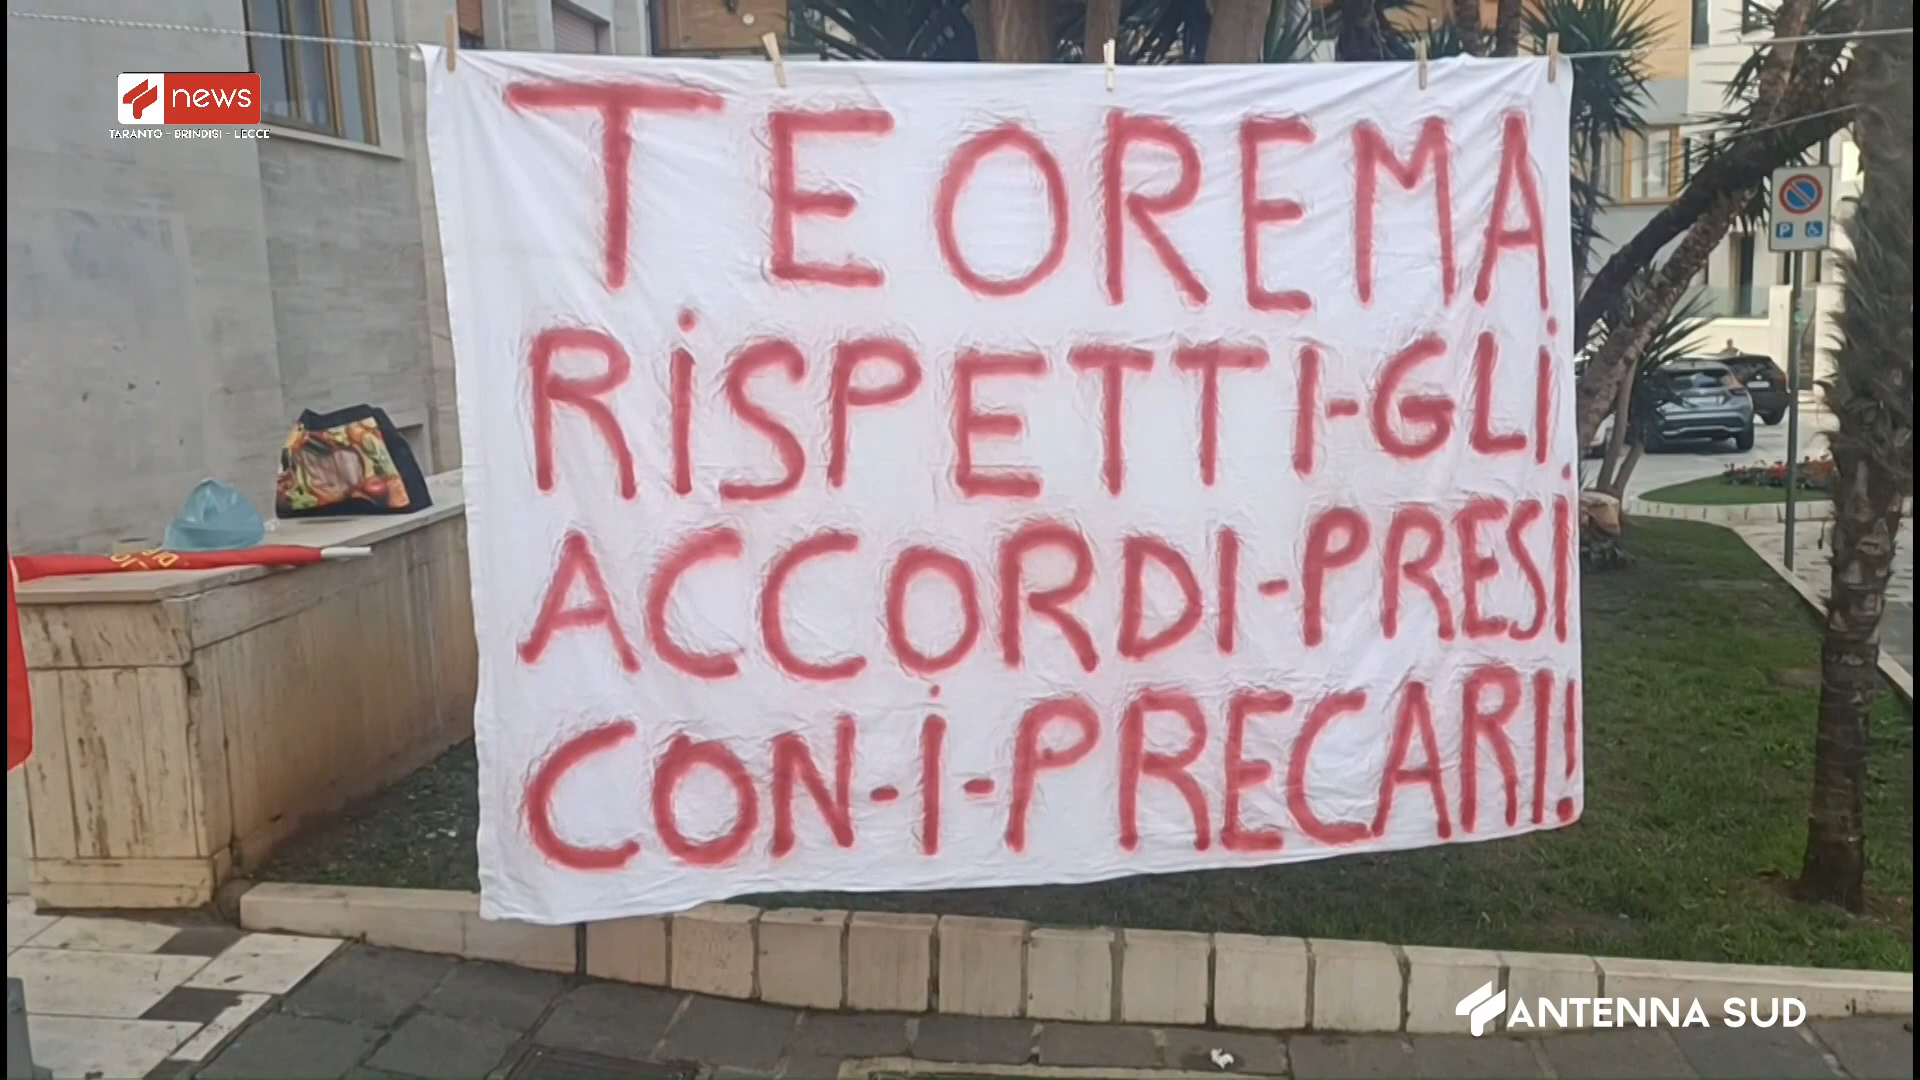 news
TARANTO - BRINDISI - LECCE
TEOREMA
RiSPETTI-GLi
ACCORDI-PRESI
CON-i-PRECARI!
P
ANTENNA SUD